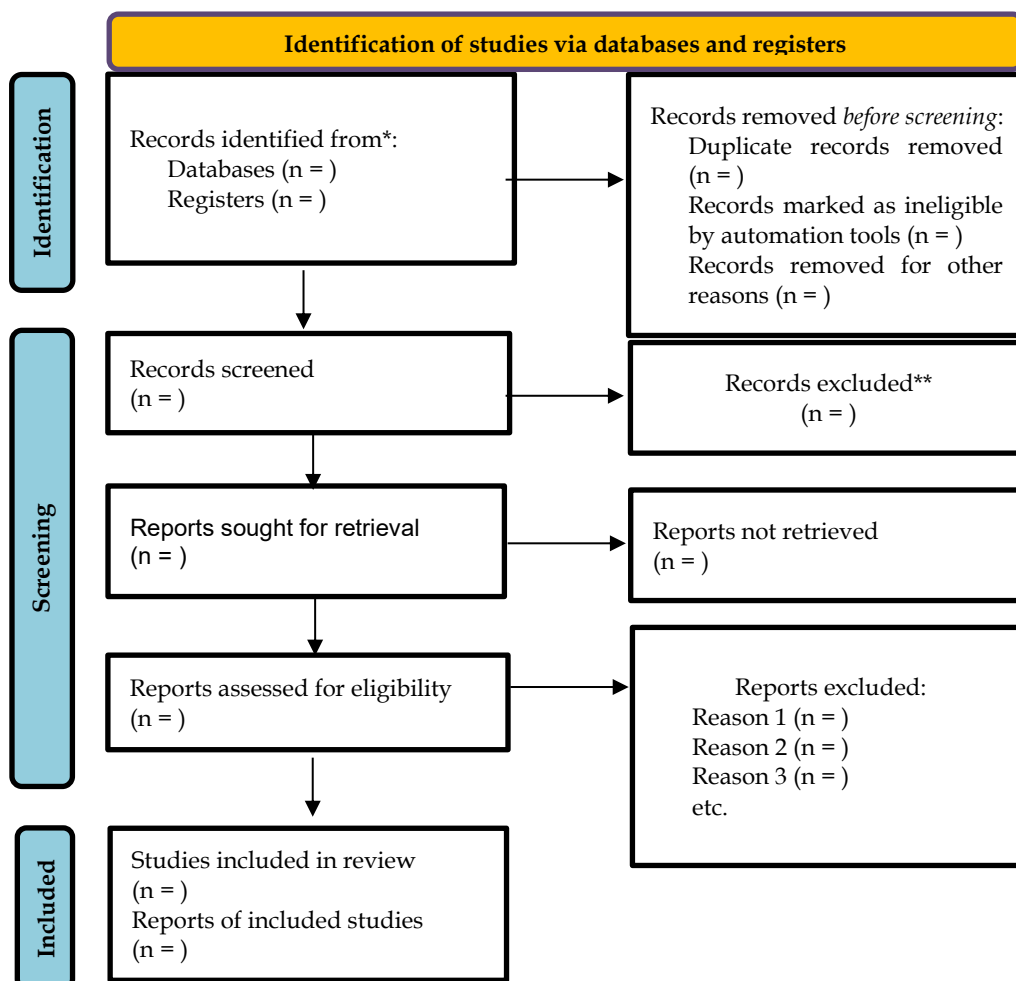 Identification of studies via databases and registers
Identification
Records identified from*:
Databases (n = )
Registers (n = )
Records removed before screening:
Duplicate records removed
(n = )
Records marked as ineligible
by automation tools (n = )
Records removed for other
reasons (n = )
Screening
Records screened
(n = )
Records excluded**
(n = )
Reports sought for retrieval
(n = )
Reports not retrieved
(n = )
Reports assessed for eligibility
(n = )
Reports excluded:
Reason 1 (n = )
Reason 2 (n = )
Reason 3 (n = )
etc.
Included
Studies included in review
(n = )
Reports of included studies
(n = )